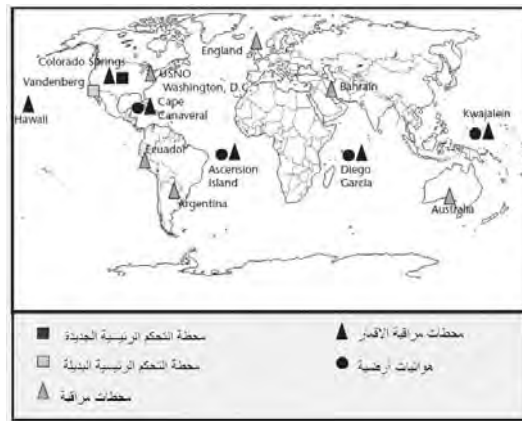 England
Colorado Springs
USNO
Washington, D.C.
Vandenberg
Bahrain
Cape
Canaveral
Kwajalein
Hawaii
Ecuador
Ascension
Island
Diego
Garcia
Argentina
Australia
محطة التحكم الرئيسية الجديدة
محطات مراقبة الاقمار
محطة التحكم الرئيسية البديلة
هوائيات أرضية
محطات مراقبة